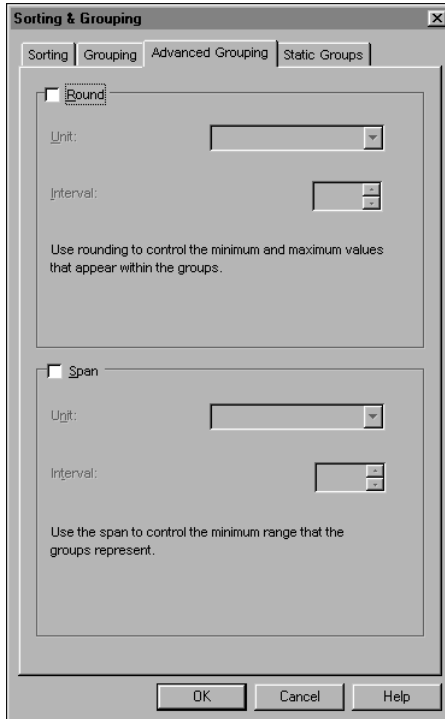 Sorting & Grouping
Sorting Grouping Advanced Grouping Static Groups
Round
Unit:
Interval:
Use rounding to control the minimum and maximum values
that appear within the groups.
Span
Unit:
Interval:
Use the span to control the minimum range that the
groups represent.
OK Cancel Help